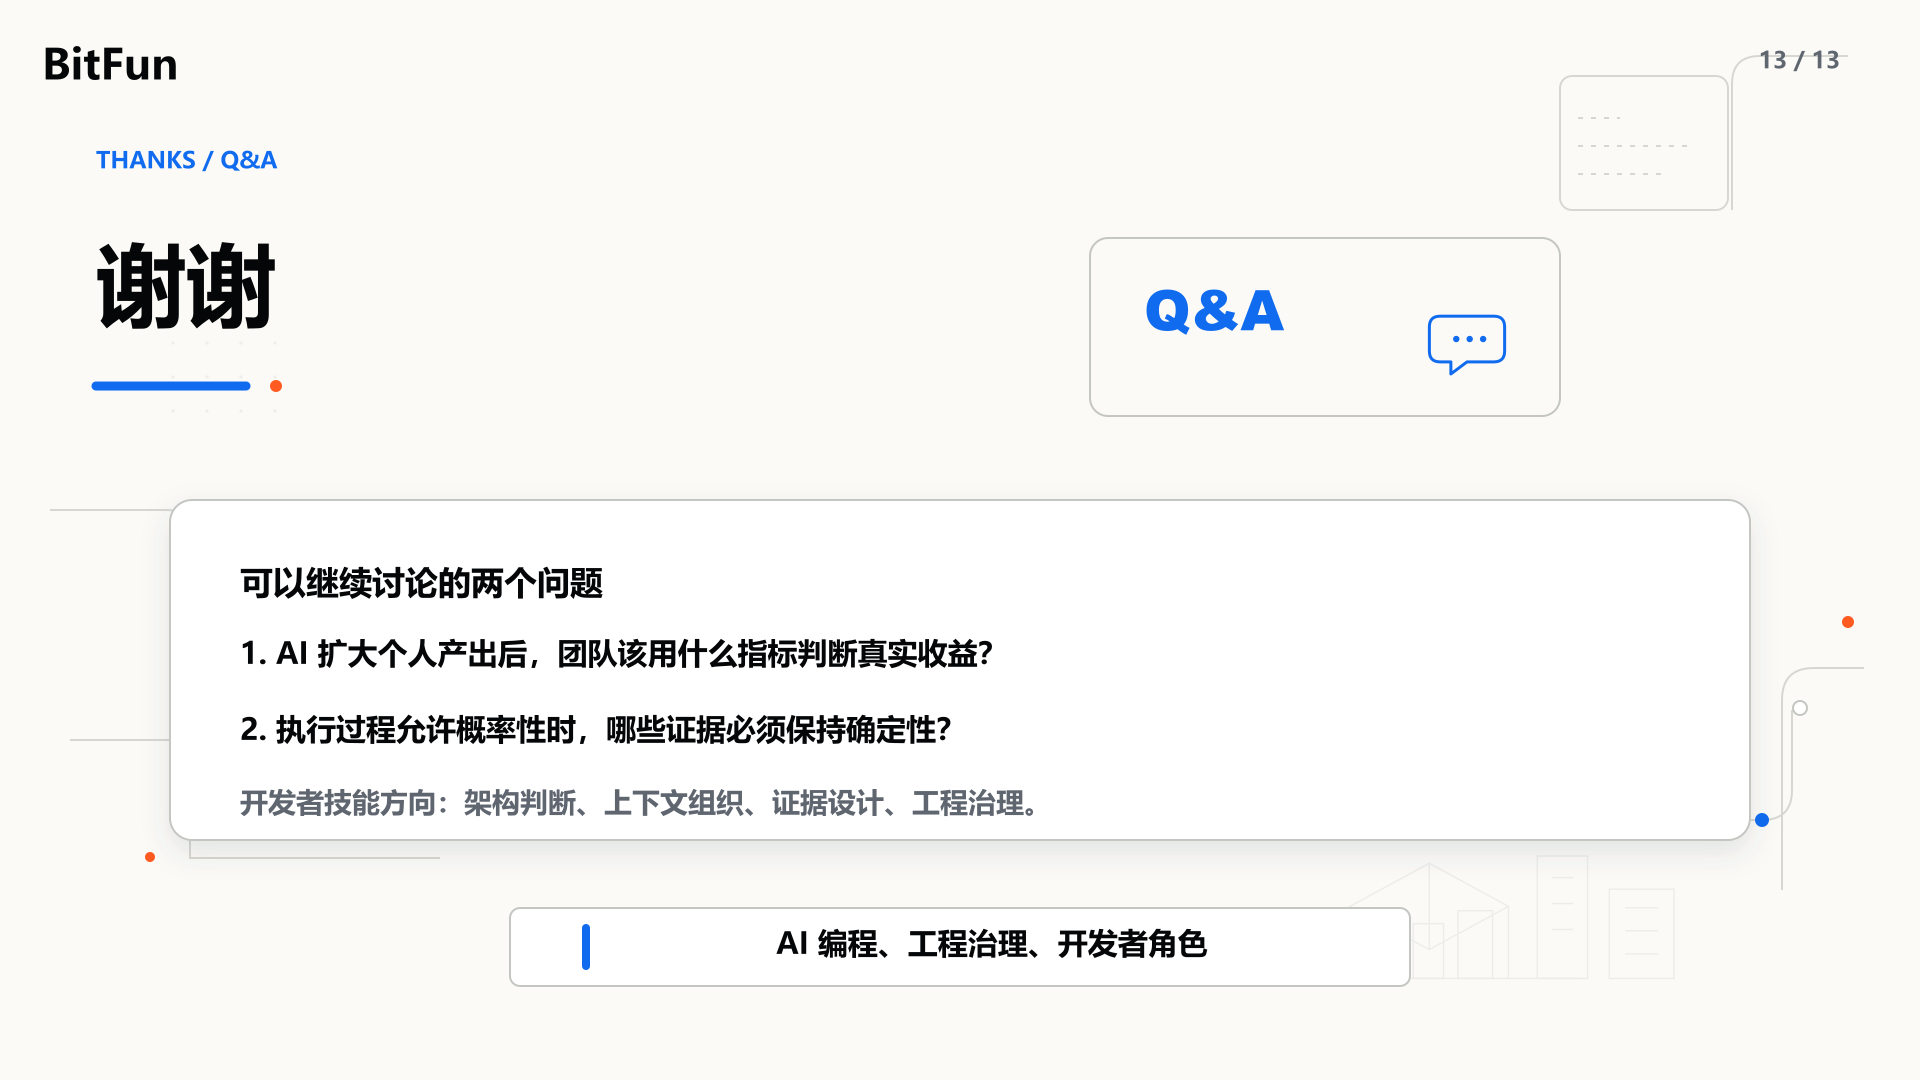 BitFun
13 / 13
THANKS / Q&A
谢谢
Q&A
可以继续讨论的两个问题
1. AI 扩大个人产出后，团队该用什么指标判断真实收益？
2. 执行过程允许概率性时，哪些证据必须保持确定性？
开发者技能方向：架构判断、上下文组织、证据设计、工程治理。
AI 编程、工程治理、开发者角色